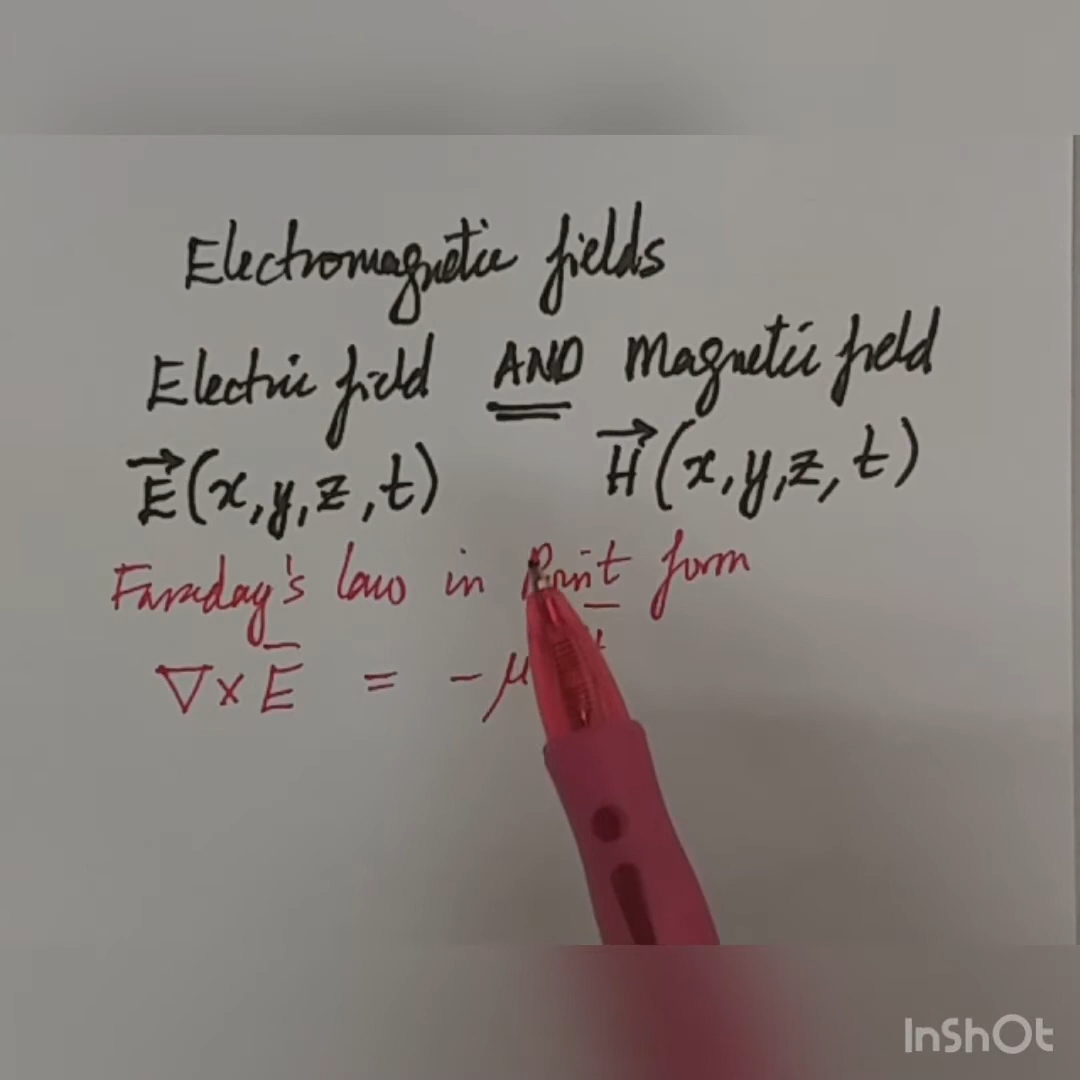 Electromagnetic fields
Electric field AND Magnetic field
E(x,y,z,t) H(x,y,z,t)
Faraday's law in Point form
∇×E = -μ
InShOt